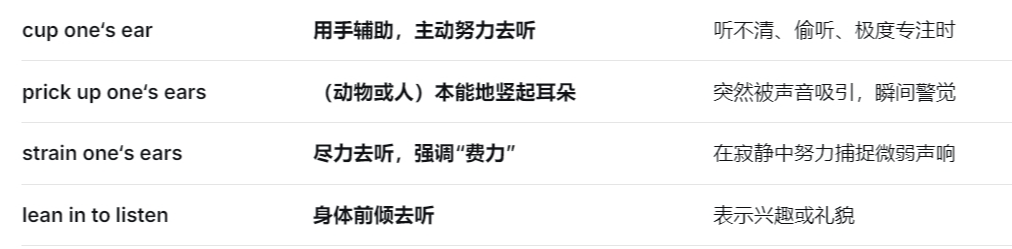 cup one‘s ear 用手辅助，主动努力去听 听不清、偷听、极度专注时
prick up one‘s ears （动物或人）本能地竖起耳朵 突然被声音吸引，瞬间警觉
strain one‘s ears 尽力去听，强调“费力” 在寂静中努力捕捉微弱声响
lean in to listen 身体前倾去听 表示兴趣或礼貌